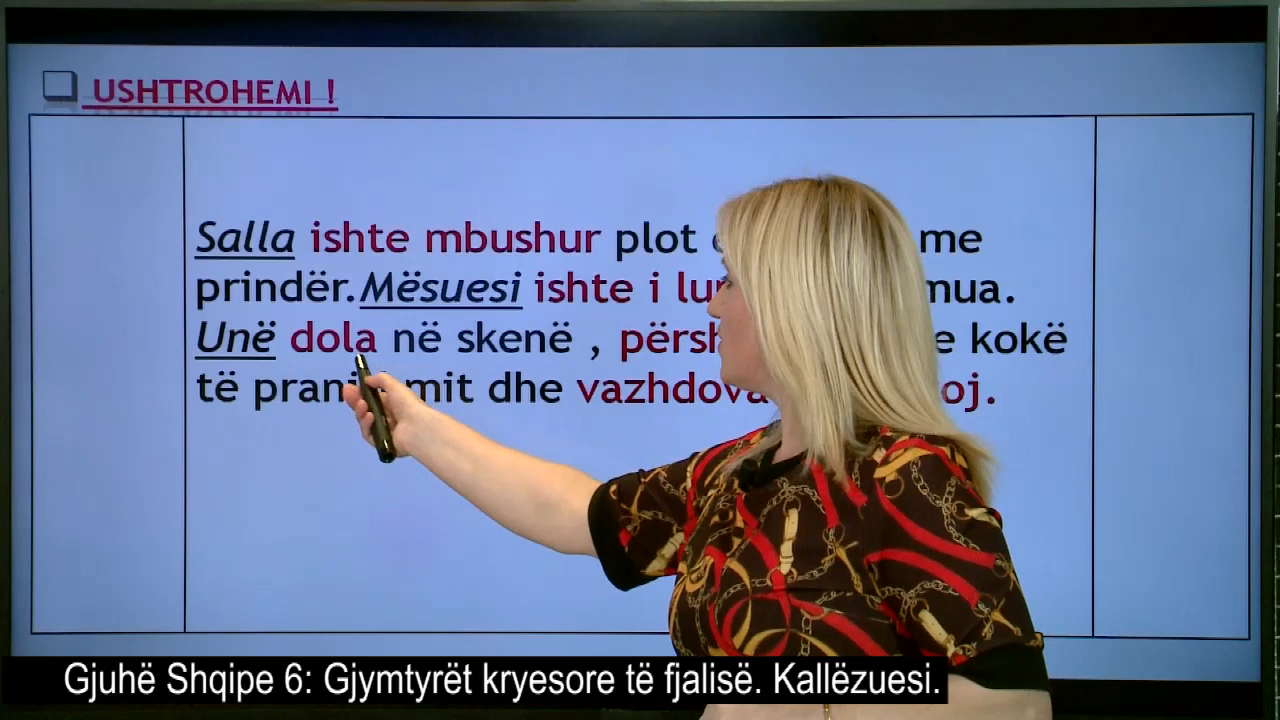 USHTROHEMI !
Salla ishte mbushur plot me
prindër. Mësuesi ishte i mua.
Unë dola në skenë , kokë
të dhe
Gjuhë Shqipe 6: Gjymtyrët kryesore të fjalisë. Kallëzuesi.